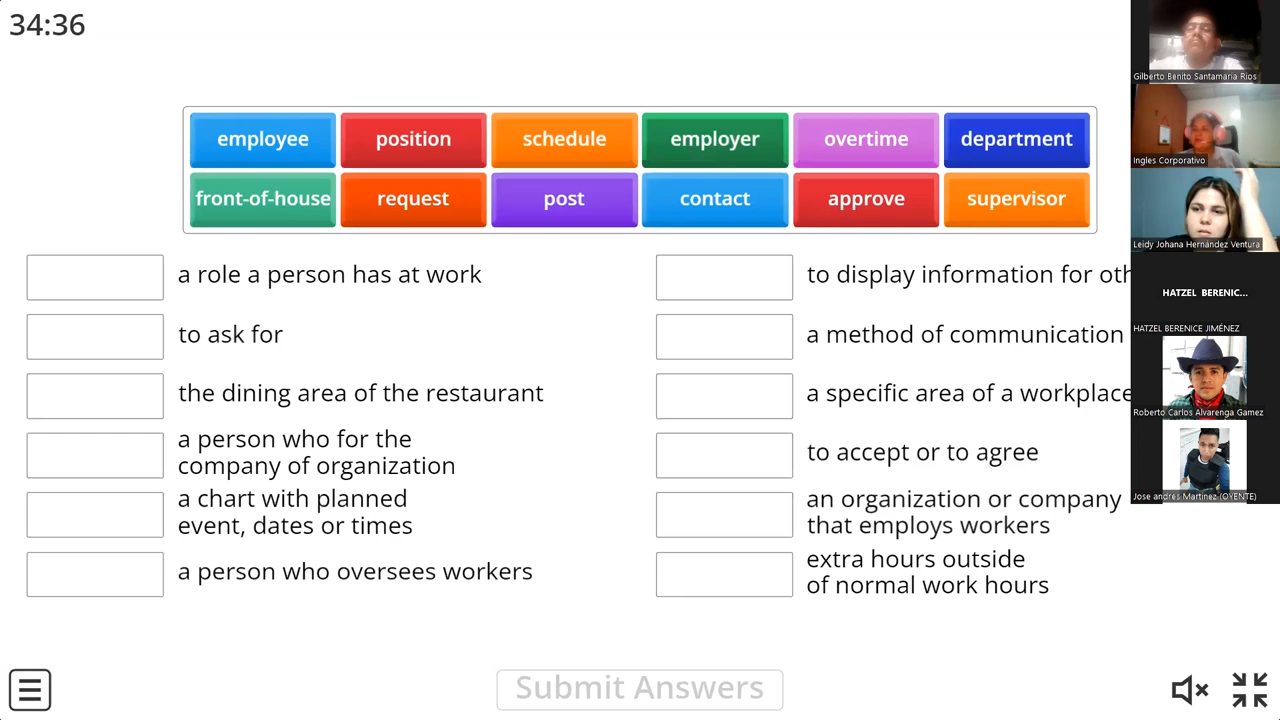 34:36
employee
position
schedule
employer
overtime
department
front-of-house
request
post
contact
approve
supervisor
a role a person has at work
to ask for
the dining area of the restaurant
a person who for the
company of organization
a chart with planned
event, dates or times
a person who oversees workers
to display information for oth
a method of communication
a specific area of a workplace
to accept or to agree
an organization or company
that employs workers
extra hours outside
of normal work hours
Submit Answers
Gilberto Benito Santamaria Rios
Ingles Corporativo
Leidy Johana Hernández Ventura
HATZEL BERENIC...
HATZEL BERENICE JIMÉNEZ
Roberto Carlos Alvarenga Gamez
Jose andres Martinez (OYENTE)